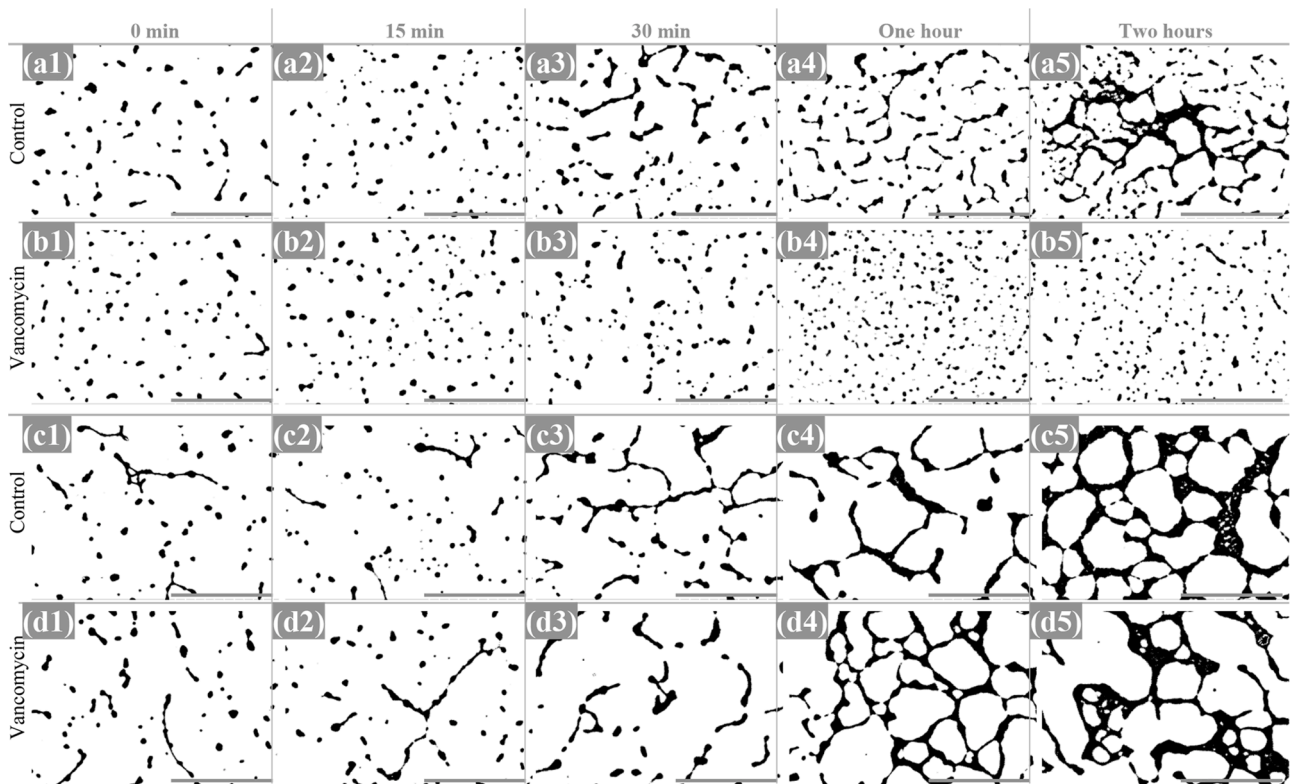 0 min 15 min 30 min One hour Two hours
Control (a1) (a2) (a3) (a4) (a5)
Vancomycin (b1) (b2) (b3) (b4) (b5)
Control (c1) (c2) (c3) (c4) (c5)
Vancomycin (d1) (d2) (d3) (d4) (d5)